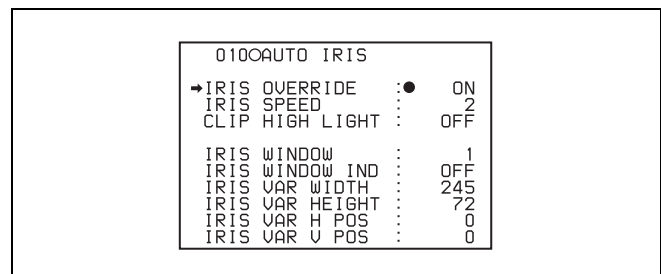 01○AUTO IRIS
➡IRIS OVERRIDE :● ON
IRIS SPEED : 2
CLIP HIGH LIGHT : OFF
IRIS WINDOW : 1
IRIS WINDOW IND : OFF
IRIS VAR WIDTH : 245
IRIS VAR HEIGHT : 72
IRIS VAR H POS : 0
IRIS VAR V POS : 0